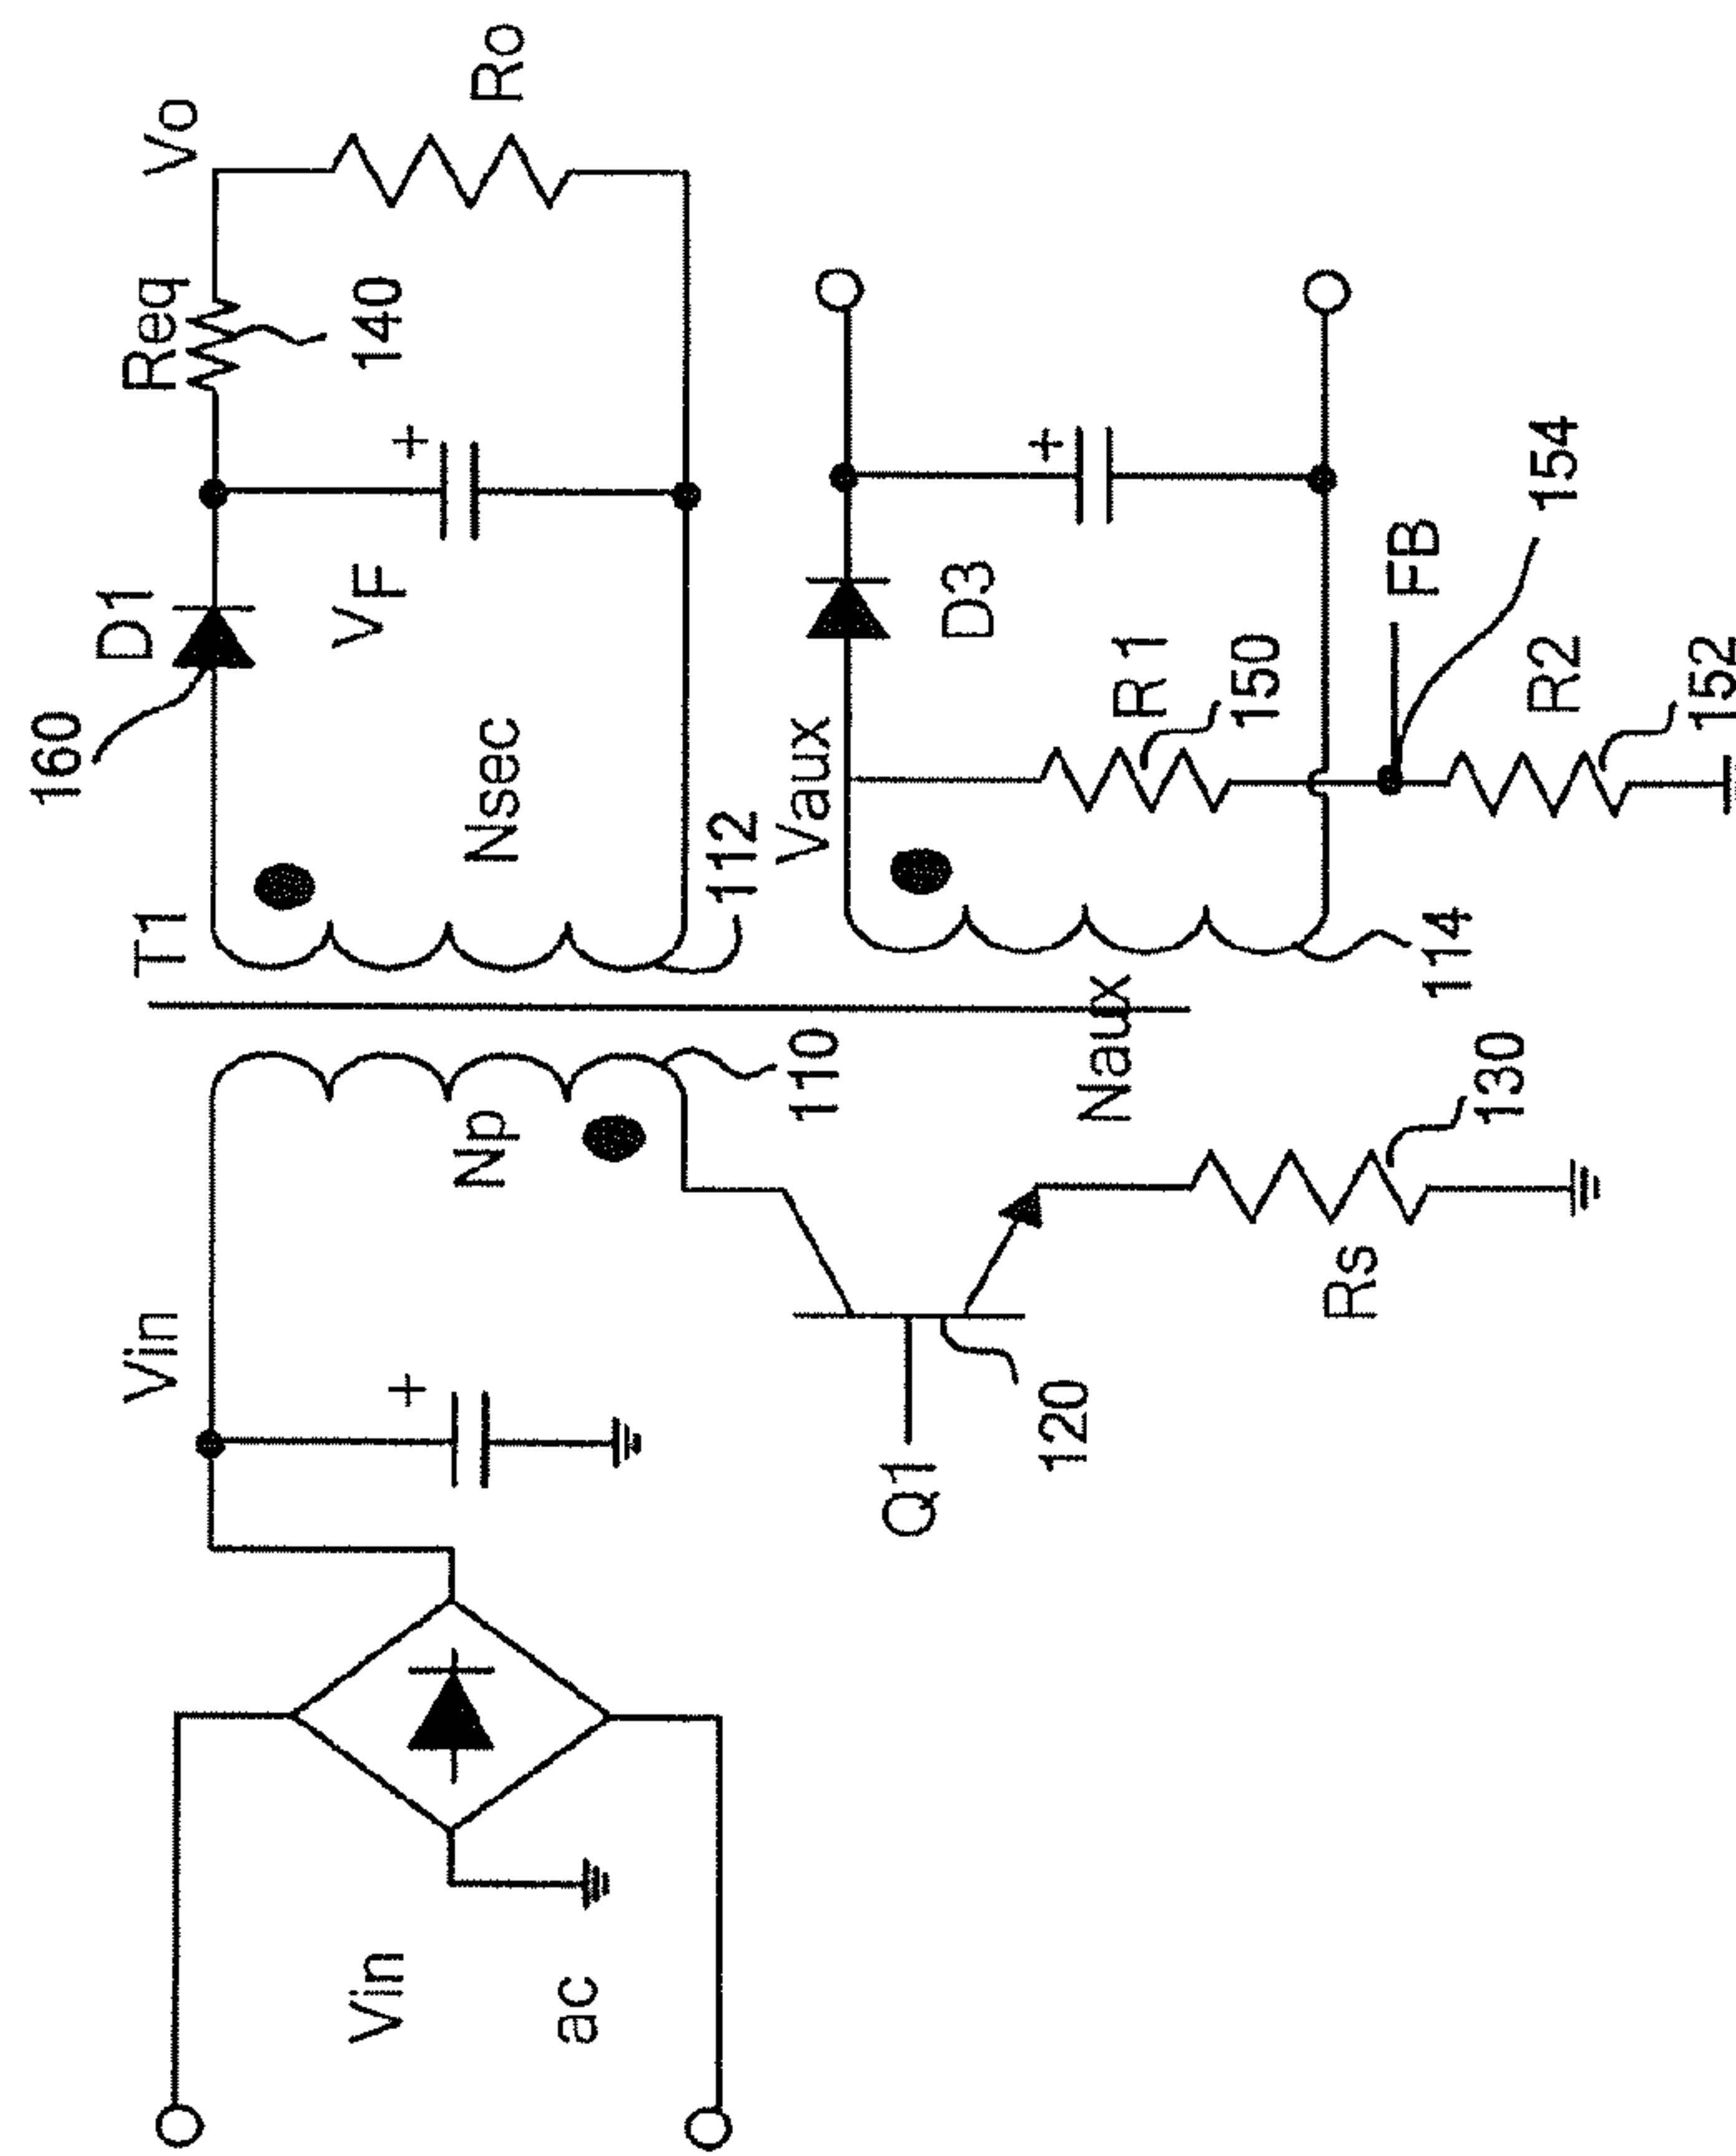 Vin
ac
Vin
Q1
120
Rs
130
Np
110
T1
Nsec
112
Naux
114
160
D1
VF
Req
140
Vo
Ro
Vaux
D3
R1
150
FB
154
R2
152
+
+
+